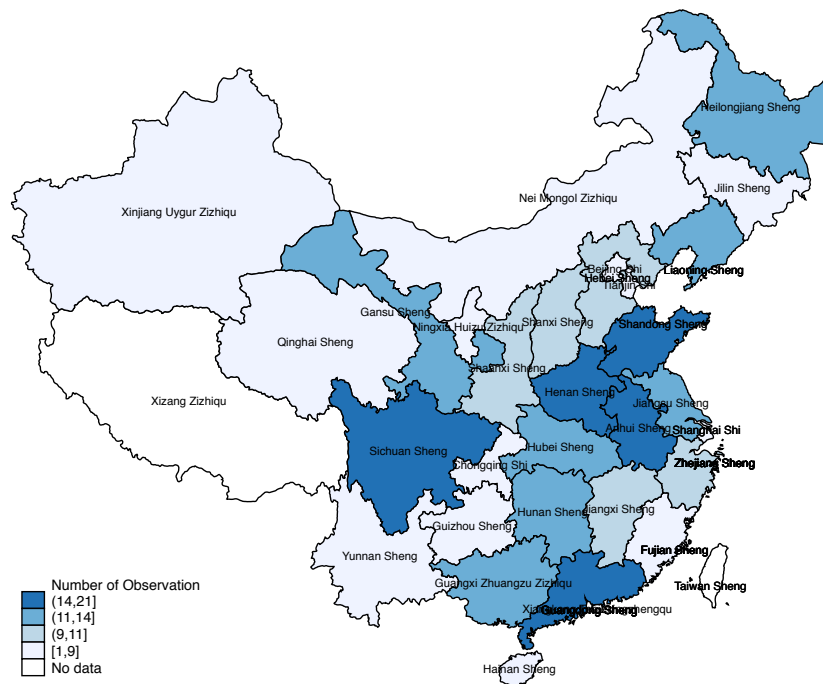 Heilongjiang Sheng
Jilin Sheng
Nei Mongol Zizhiqu
Xinjiang Uygur Zizhiqu
Beijing Shi
Liaoning Sheng
Hebei Sheng
Tianjin Shi
Gansu Sheng
Shandong Sheng
Ningxia Huizu Zizhiqu
Shanxi Sheng
Qinghai Sheng
Shaanxi Sheng
Henan Sheng
Xizang Zizhiqu
Jiangsu Sheng
Anhui Sheng
Shanghai Shi
Sichuan Sheng
Hubei Sheng
Chongqing Shi
Zhejiang Sheng
Hunan Sheng
Jiangxi Sheng
Guizhou Sheng
Yunnan Sheng
Fujian Sheng
Guangxi Zhuangzu Zizhiqu
Taiwan Sheng
Guangdong Sheng
Hainan Sheng
Number of Observation
(14,21]
(11,14]
(9,11]
[1,9]
No data